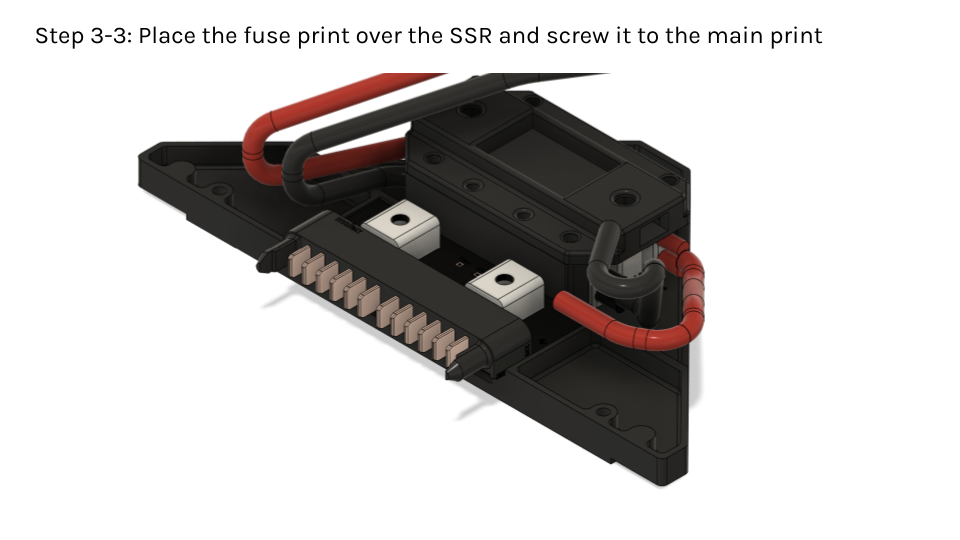 Step 3-3: Place the fuse print over the SSR and screw it to the main print